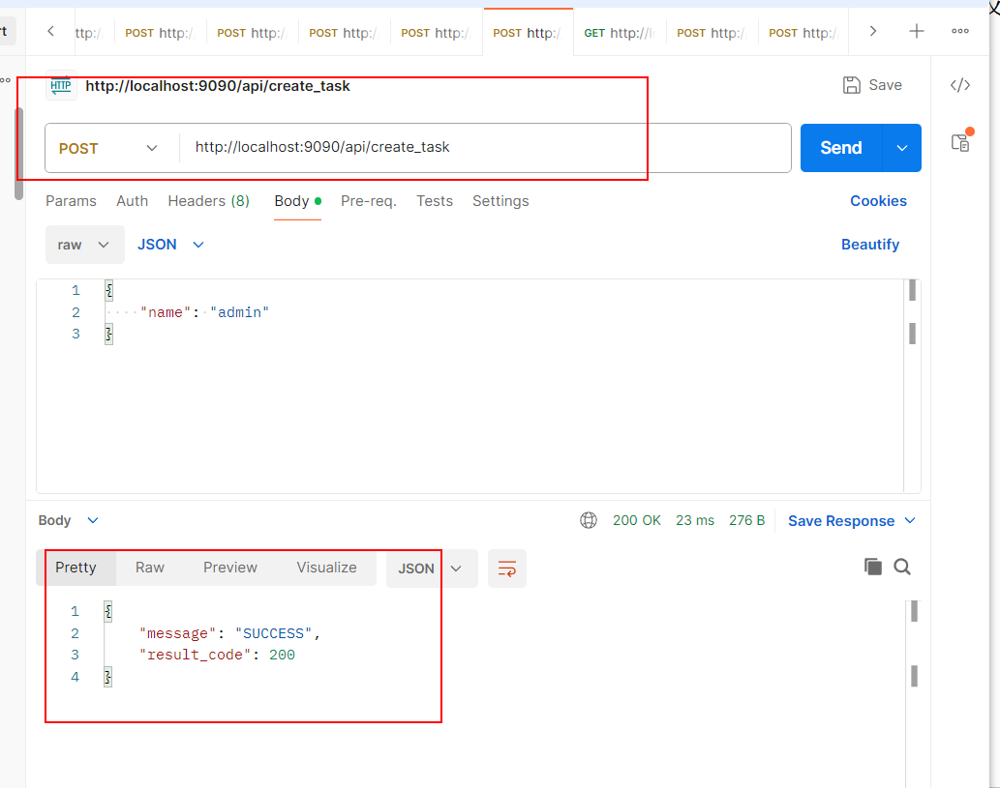 rt
ttp:/ POST http:/ POST http:/ POST http:/ POST http:/ POST http:/ GET http://l POST http:/ POST http:/
HTTP http://localhost:9090/api/create_task Save
POST http://localhost:9090/api/create_task Send
Params Auth Headers (8) Body Pre-req. Tests Settings Cookies
raw JSON Beautify
1 {
2 "name": "admin"
3 }
Body 200 OK 23 ms 276 B Save Response
Pretty Raw Preview Visualize JSON
1 {
2 "message": "SUCCESS",
3 "result_code": 200
4 }